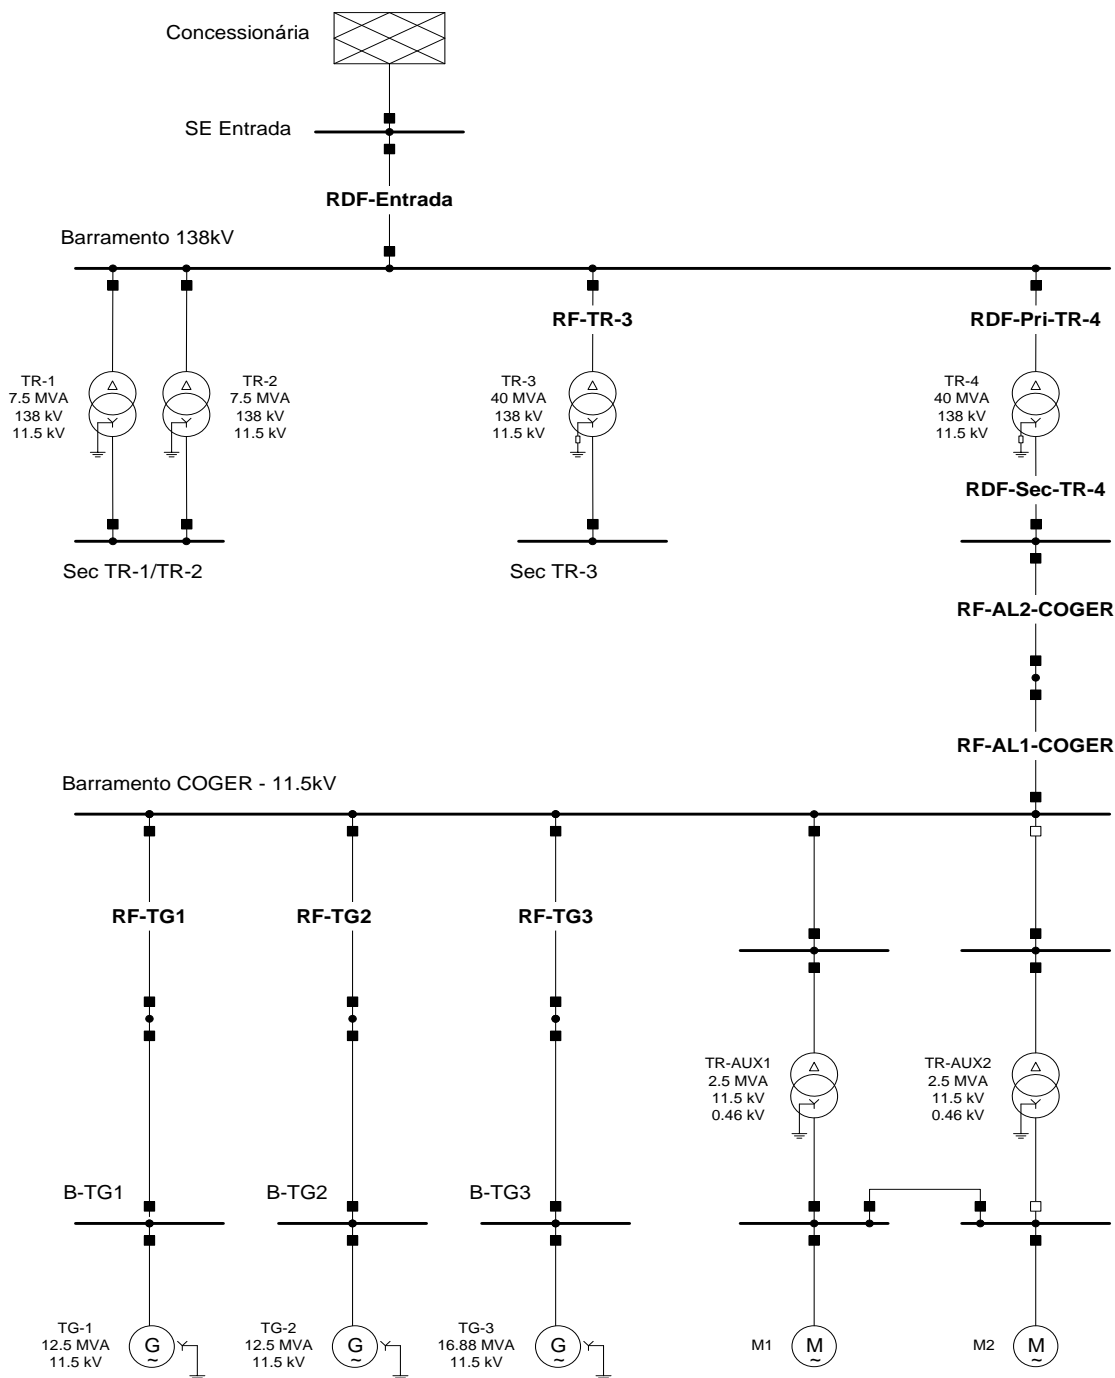 Concessionária
SE Entrada
RDF-Entrada
Barramento 138kV
RF-TR-3
RDF-Pri-TR-4
TR-1
7.5 MVA
138 kV
11.5 kV
TR-2
7.5 MVA
138 kV
11.5 kV
TR-3
40 MVA
138 kV
11.5 kV
TR-4
40 MVA
138 kV
11.5 kV
RDF-Sec-TR-4
Sec TR-1/TR-2
Sec TR-3
RF-AL2-COGER
RF-AL1-COGER
Barramento COGER - 11.5kV
RF-TG1
RF-TG2
RF-TG3
TR-AUX1
2.5 MVA
11.5 kV
0.46 kV
TR-AUX2
2.5 MVA
11.5 kV
0.46 kV
B-TG1
B-TG2
B-TG3
TG-1
12.5 MVA
11.5 kV
G
~
TG-2
12.5 MVA
11.5 kV
G
~
TG-3
16.88 MVA
11.5 kV
G
~
M1
M
~
M2
M
~